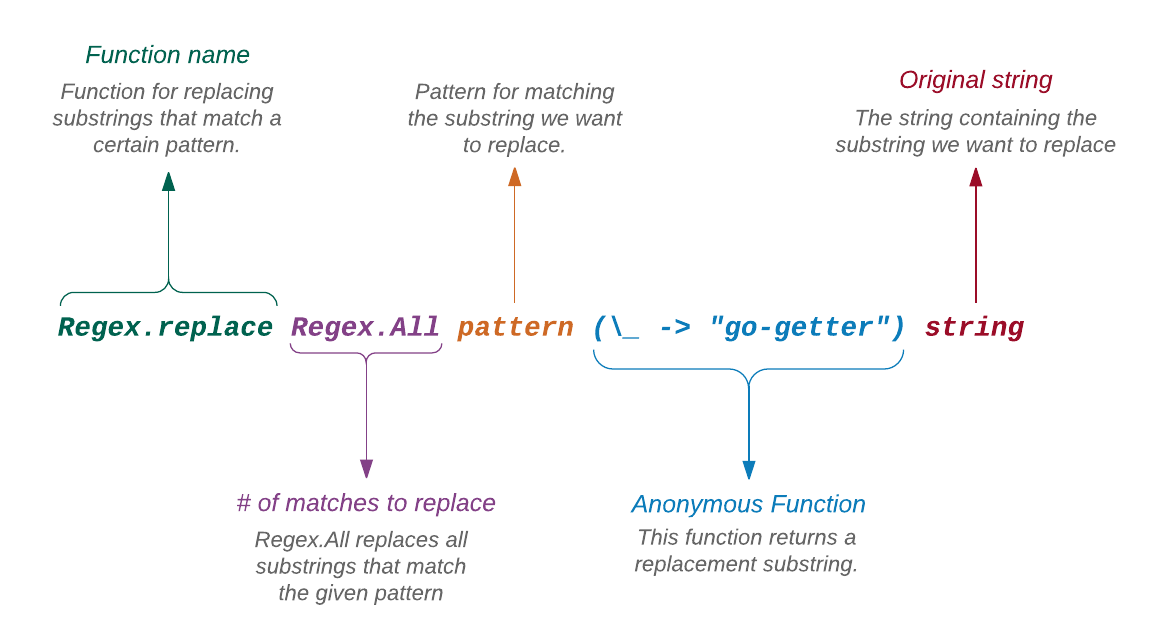 Function name
Function for replacing
substrings that match a
certain pattern.
Pattern for matching
the substring we want
to replace.
Original string
The string containing the
substring we want to replace
Regex.replace Regex.All pattern (\_ -> "go-getter") string
# of matches to replace
Regex.All replaces all
substrings that match
the given pattern
Anonymous Function
This function returns a
replacement substring.